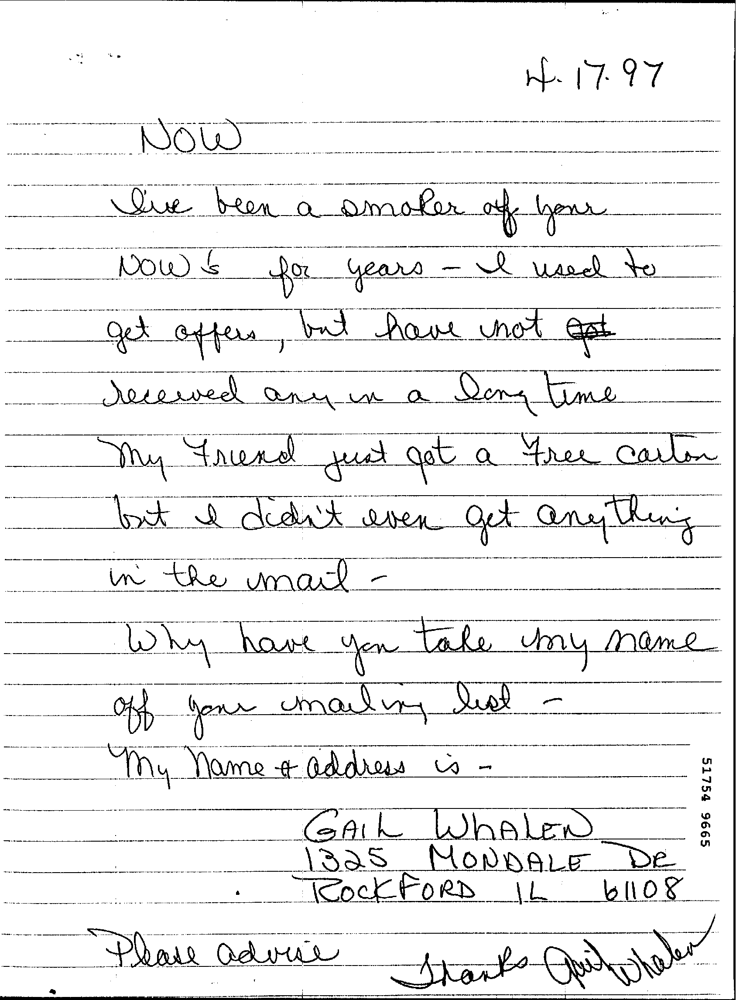 4.17.97
NOW
I've been a smoker off your
NOW's for years - I used to
get offers, but have not got
received any in a long time
My Friend just got a Free carton
but I didn't even get anything
in the mail -
Why have you take my name
off your mailing list -
My Name & address is -
GAIL WHALEN
1325 MONDALE DR
ROCKFORD IL 61108
Please advise
Thanks Gail Whalen
51754 9665